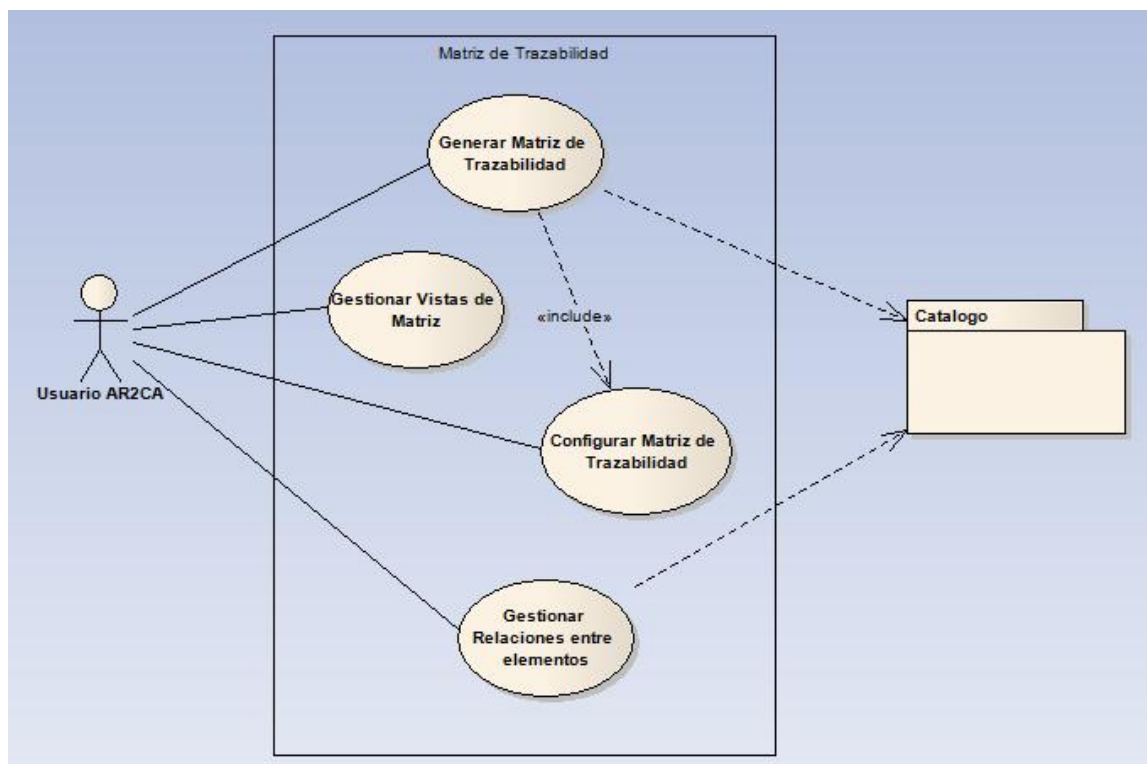 Matriz de Trazabilidad
Generar Matriz de
Trazabilidad
Gestionar Vistas de
Matriz
«include»
Catalogo
Usuario AR2CA
Configurar Matriz de
Trazabilidad
Gestionar
Relaciones entre
elementos